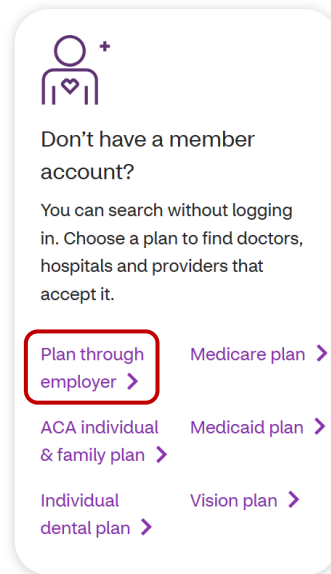 Don’t have a member
account?
You can search without logging
in. Choose a plan to find doctors,
hospitals and providers that
accept it.
Plan through
employer
Medicare plan
ACA individual
& family plan
Medicaid plan
Individual
dental plan
Vision plan